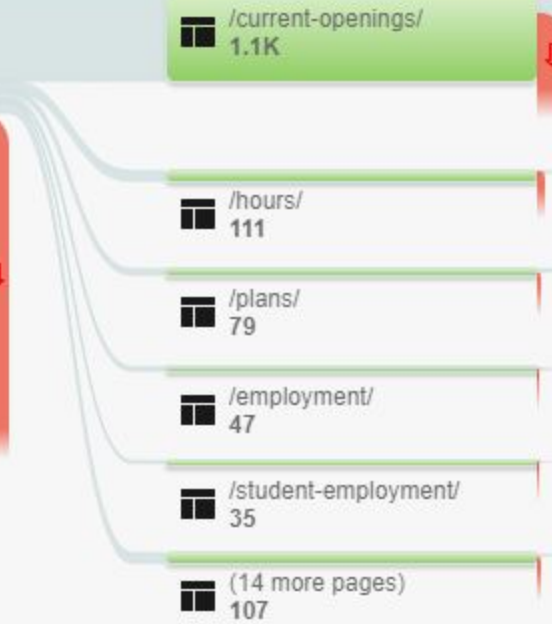 /current-openings/
1.1K
/hours/
111
/plans/
79
/employment/
47
/student-employment/
35
(14 more pages)
107